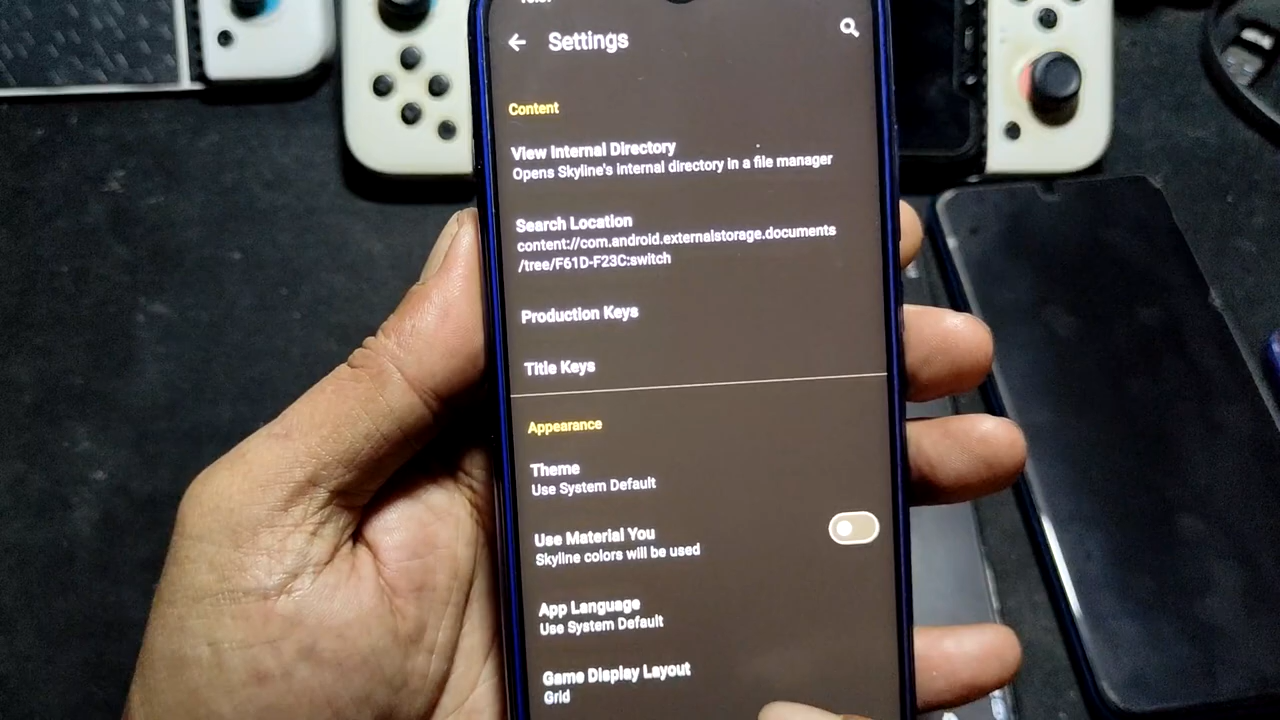 Settings
Content
View Internal Directory
Opens Skyline's internal directory in a file manager
Search Location
content://com.android.externalstorage.documents
/tree/F61D-F23C:switch
Production Keys
Title Keys
Appearance
Theme
Use System Default
Use Material You
Skyline colors will be used
App Language
Use System Default
Game Display Layout
Grid